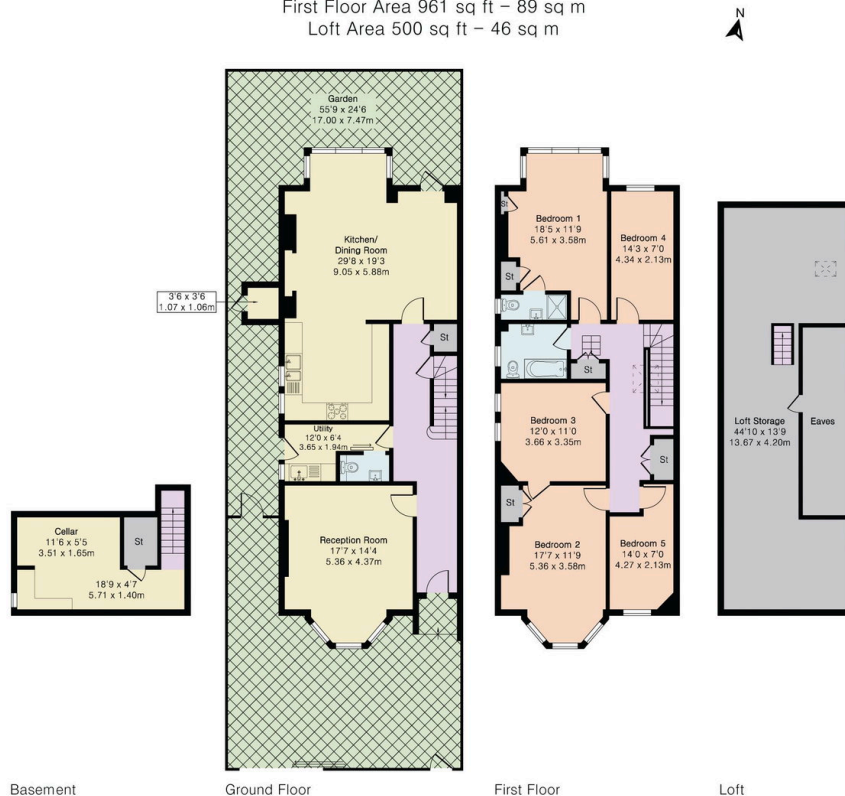 First Floor Area 961 sq ft – 89 sq m
Loft Area 500 sq ft – 46 sq m
N
Garden
55'9 x 24'6
17.00 x 7.47m
Kitchen/
Dining Room
29'8 x 19'3
9.05 x 5.88m
3'6 x 3'6
1.07 x 1.06m
St
Utility
12'0 x 6'4
3.65 x 1.94m
Reception Room
17'7 x 14'4
5.36 x 4.37m
Cellar
11'6 x 5'5
3.51 x 1.65m
St
18'9 x 4'7
5.71 x 1.40m
St
Bedroom 1
18'5 x 11'9
5.61 x 3.58m
St
Bedroom 4
14'3 x 7'0
4.34 x 2.13m
St
Bedroom 3
12'0 x 11'0
3.66 x 3.35m
St
St
Bedroom 2
17'7 x 11'9
5.36 x 3.58m
Bedroom 5
14'0 x 7'0
4.27 x 2.13m
Loft Storage
44'10 x 13'9
13.67 x 4.20m
Eaves
Basement
Ground Floor
First Floor
Loft